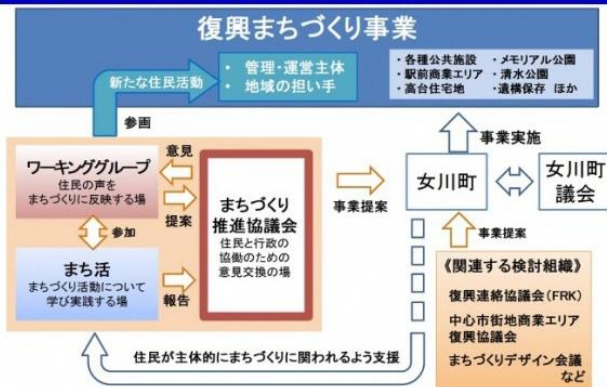 復興まちづくり事業
新たな住民活動
・ 管理・運営主体
・ 地域の担い手
・各種公共施設 ・メモリアル公園
・駅前商業エリア ・清水公園
・高台住宅地 ・遺構保存 ほか
参画
事業実施
ワーキンググループ
住民の声を
まちづくりに反映する場
意見
提案
まちづくり
推進協議会
住民と行政の
協働のための
意見交換の場
事業提案
女川町
女川町
議会
参加
まち活
まちづくり活動について
学び実践する場
報告
事業提案
《関連する検討組織》
復興連絡協議会(FRK)
中心市街地商業エリア
復興協議会
まちづくりデザイン会議
など
住民が主体的にまちづくりに関われるよう支援